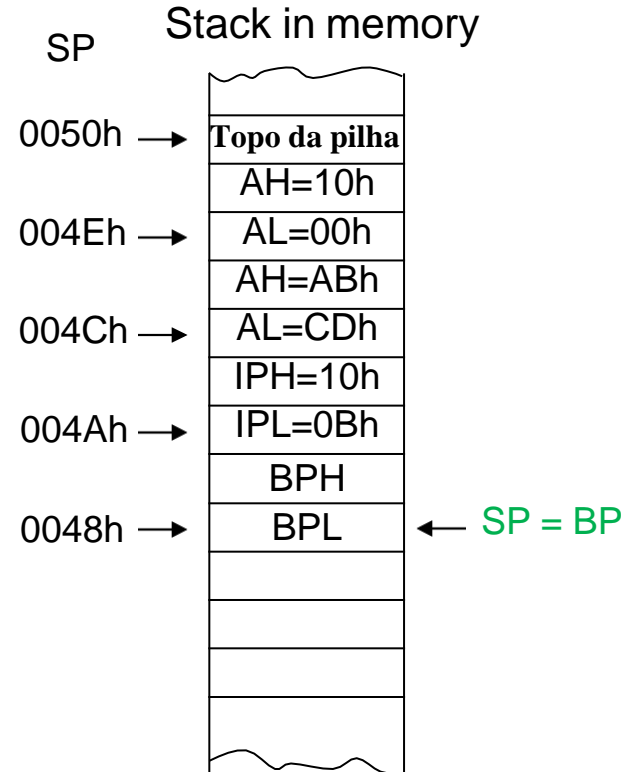 Stack in memory
SP
0050h Topo da pilha
AH=10h
004Eh AL=00h
AH=ABh
004Ch AL=CDh
IPH=10h
004Ah IPL=0Bh
BPH
0048h BPL SP = BP